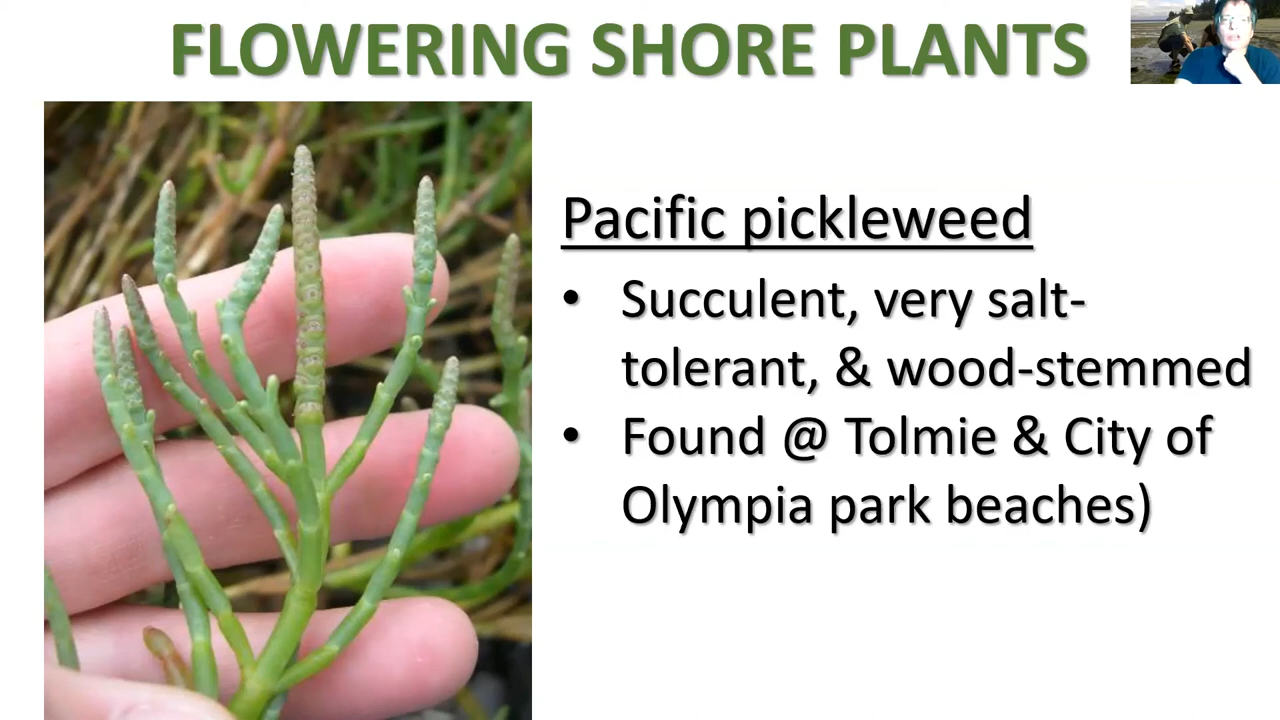 FLOWERING SHORE PLANTS
Pacific pickleweed
• Succulent, very salt-
tolerant, & wood-stemmed
• Found @ Tolmie & City of
Olympia park beaches)